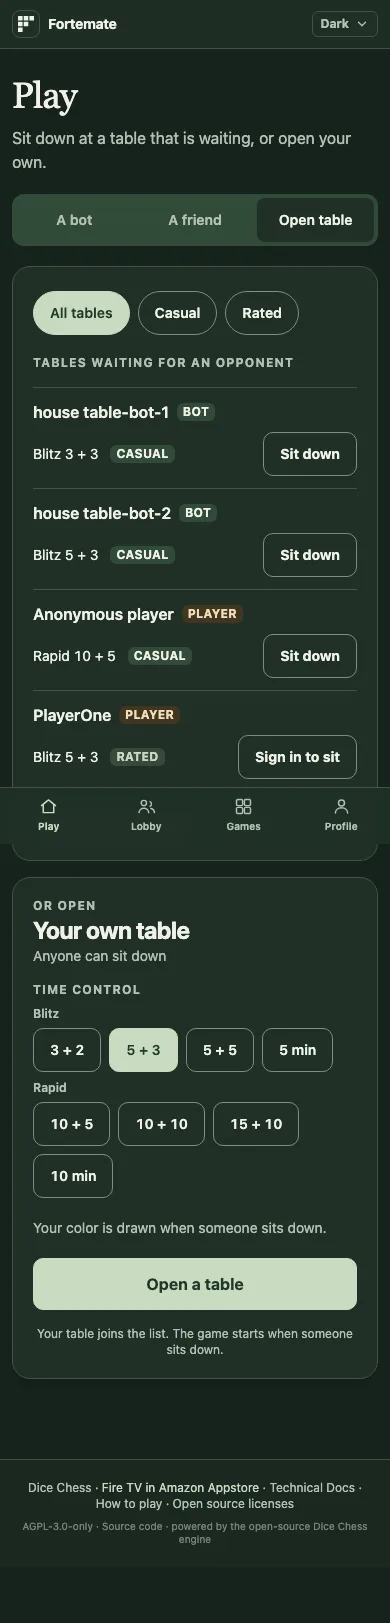 Fortemate
Dark
Play
Sit down at a table that is waiting, or open your
own.
A bot
A friend
Open table
All tables
Casual
Rated
TABLES WAITING FOR AN OPPONENT
house table-bot-1 BOT
Blitz 3 + 3 CASUAL
Sit down
house table-bot-2 BOT
Blitz 5 + 3 CASUAL
Sit down
Anonymous player PLAYER
Rapid 10 + 5 CASUAL
Sit down
PlayerOne PLAYER
Blitz 5 + 3 RATED
Sign in to sit
Play
Lobby
Games
Profile
OR OPEN
Your own table
Anyone can sit down
TIME CONTROL
Blitz
3 + 2
5 + 3
5 + 5
5 min
Rapid
10 + 5
10 + 10
15 + 10
10 min
Your color is drawn when someone sits down.
Open a table
Your table joins the list. The game starts when someone
sits down.
Dice Chess · Fire TV in Amazon Appstore · Technical Docs ·
How to play · Open source licenses
AGPL-3.0-only · Source code · powered by the open-source Dice Chess
engine